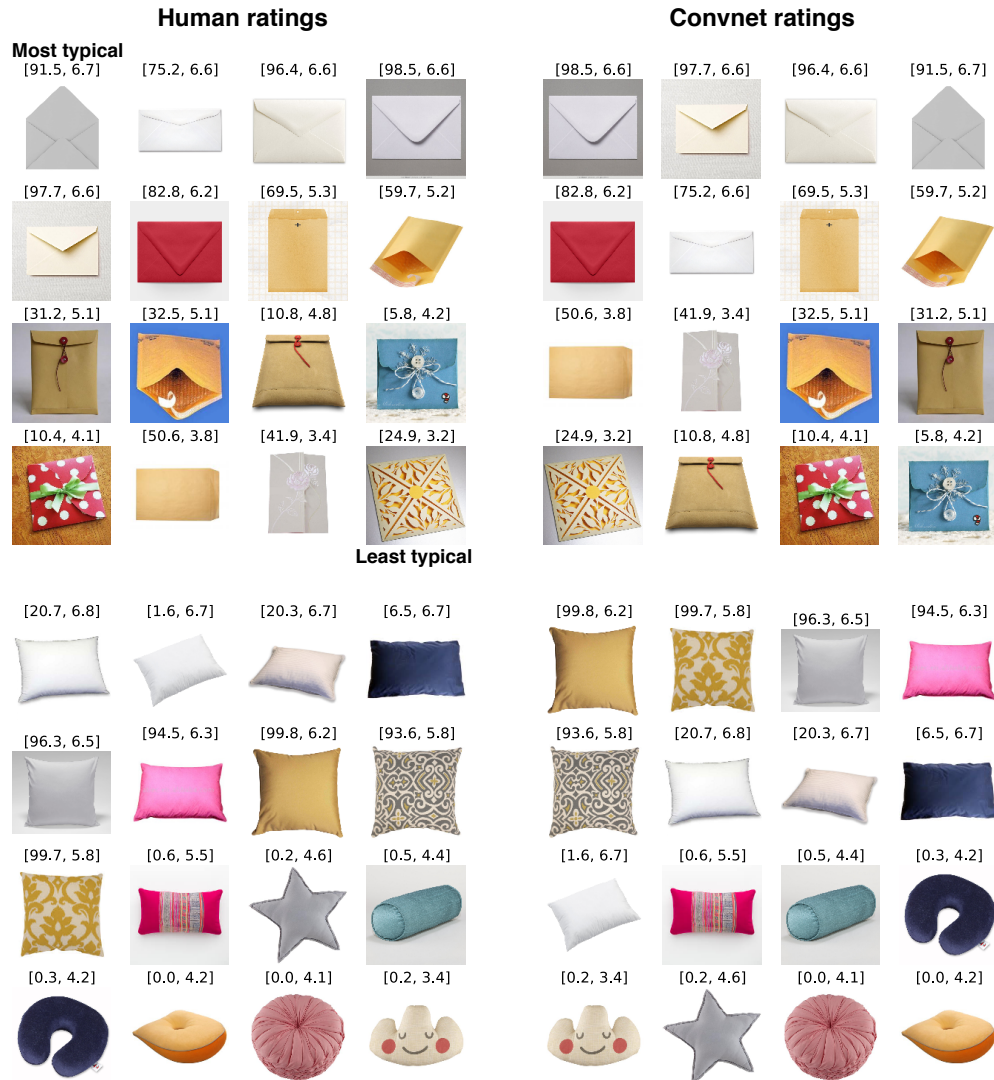 Human ratings Convnet ratings
Most typical
[91.5, 6.7] [75.2, 6.6] [96.4, 6.6] [98.5, 6.6] [98.5, 6.6] [97.7, 6.6] [96.4, 6.6] [91.5, 6.7]
[97.7, 6.6] [82.8, 6.2] [69.5, 5.3] [59.7, 5.2] [82.8, 6.2] [75.2, 6.6] [69.5, 5.3] [59.7, 5.2]
[31.2, 5.1] [32.5, 5.1] [10.8, 4.8] [5.8, 4.2] [50.6, 3.8] [41.9, 3.4] [32.5, 5.1] [31.2, 5.1]
[10.4, 4.1] [50.6, 3.8] [41.9, 3.4] [24.9, 3.2] [24.9, 3.2] [10.8, 4.8] [10.4, 4.1] [5.8, 4.2]
Least typical
[20.7, 6.8] [1.6, 6.7] [20.3, 6.7] [6.5, 6.7] [99.8, 6.2] [99.7, 5.8] [96.3, 6.5] [94.5, 6.3]
[96.3, 6.5] [94.5, 6.3] [99.8, 6.2] [93.6, 5.8] [93.6, 5.8] [20.7, 6.8] [20.3, 6.7] [6.5, 6.7]
[99.7, 5.8] [0.6, 5.5] [0.2, 4.6] [0.5, 4.4] [1.6, 6.7] [0.6, 5.5] [0.5, 4.4] [0.3, 4.2]
[0.3, 4.2] [0.0, 4.2] [0.0, 4.1] [0.2, 3.4] [0.2, 3.4] [0.2, 4.6] [0.0, 4.1] [0.0, 4.2]